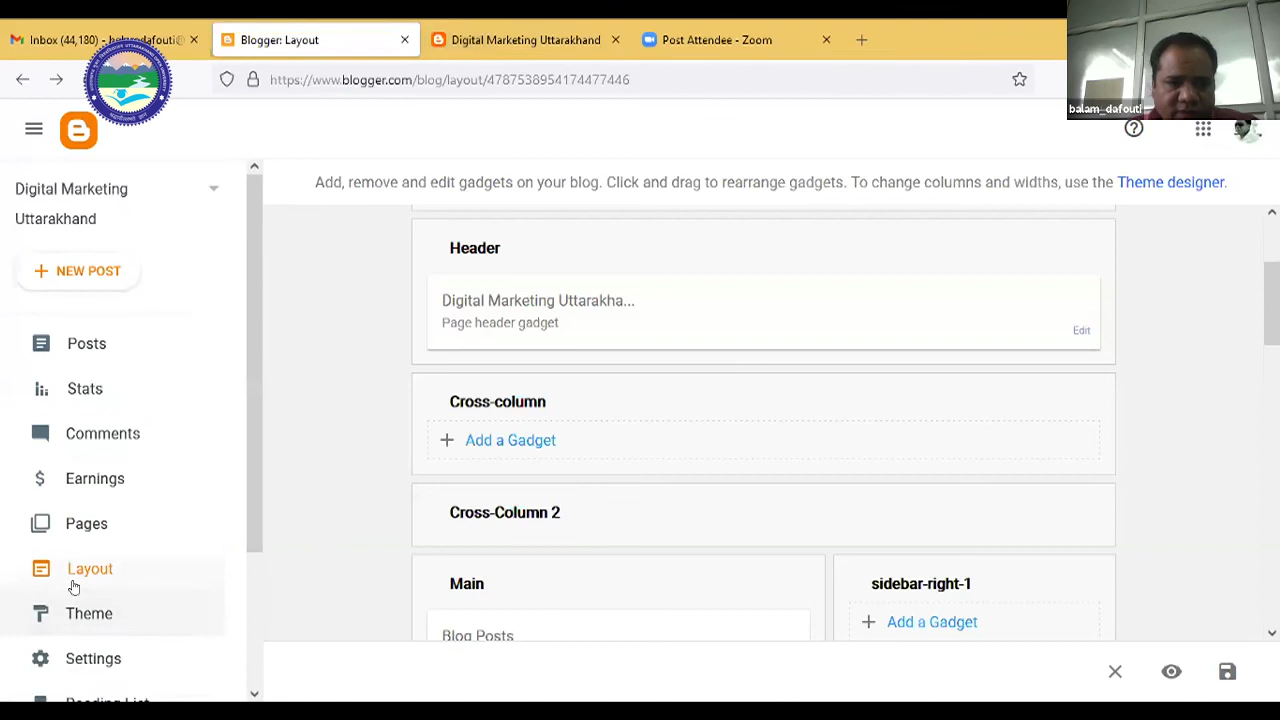 Inbox (44,180) - balamdafouti@
Blogger: Layout
Digital Marketing Uttarakhand
Post Attendee - Zoom
https://www.blogger.com/blog/layout/4787538954174477446
balam_dafouti
Digital Marketing
Uttarakhand
NEW POST
Posts
Stats
Comments
Earnings
Pages
Layout
Theme
Settings
Reading List
Add, remove and edit gadgets on your blog. Click and drag to rearrange gadgets. To change columns and widths, use the Theme designer.
Header
Digital Marketing Uttarakha...
Page header gadget
Edit
Cross-column
+ Add a Gadget
Cross-Column 2
Main
Blog Posts
sidebar-right-1
+ Add a Gadget